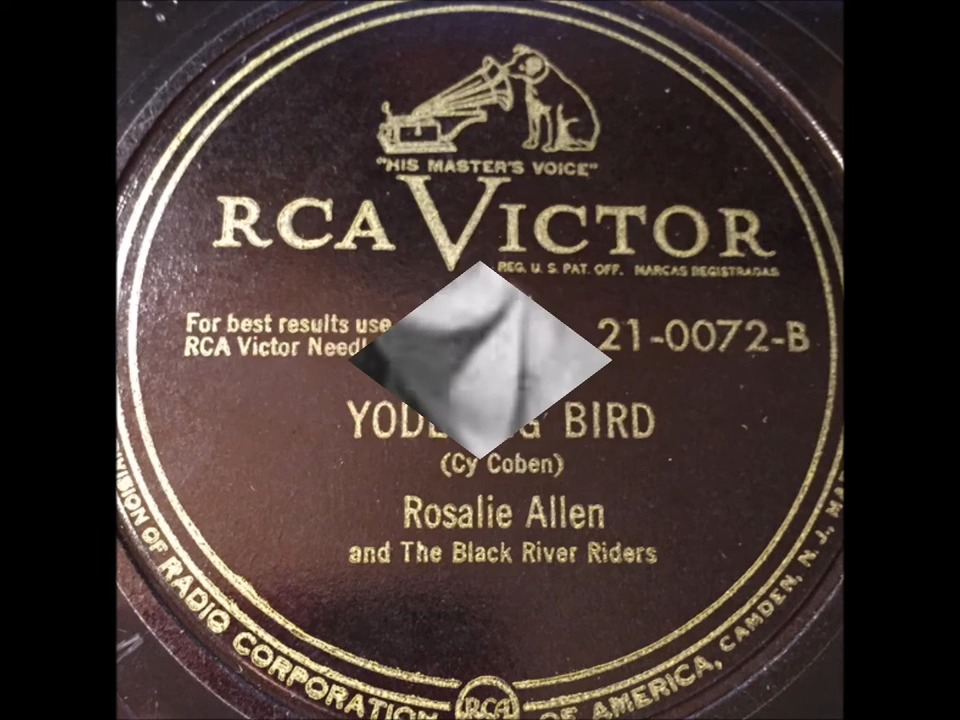 "HIS MASTER'S VOICE"
RCA VICTOR
REG. U. S. PAT. OFF. MARCAS REGISTRADAS
For best results use
RCA Victor
21-0072-B
BIRD
(Cy Coben)
Rosalie Allen
and The Black River Riders
OF RADIO CORPORATION OF AMERICA, CAMDEN, N. J.,
RCA